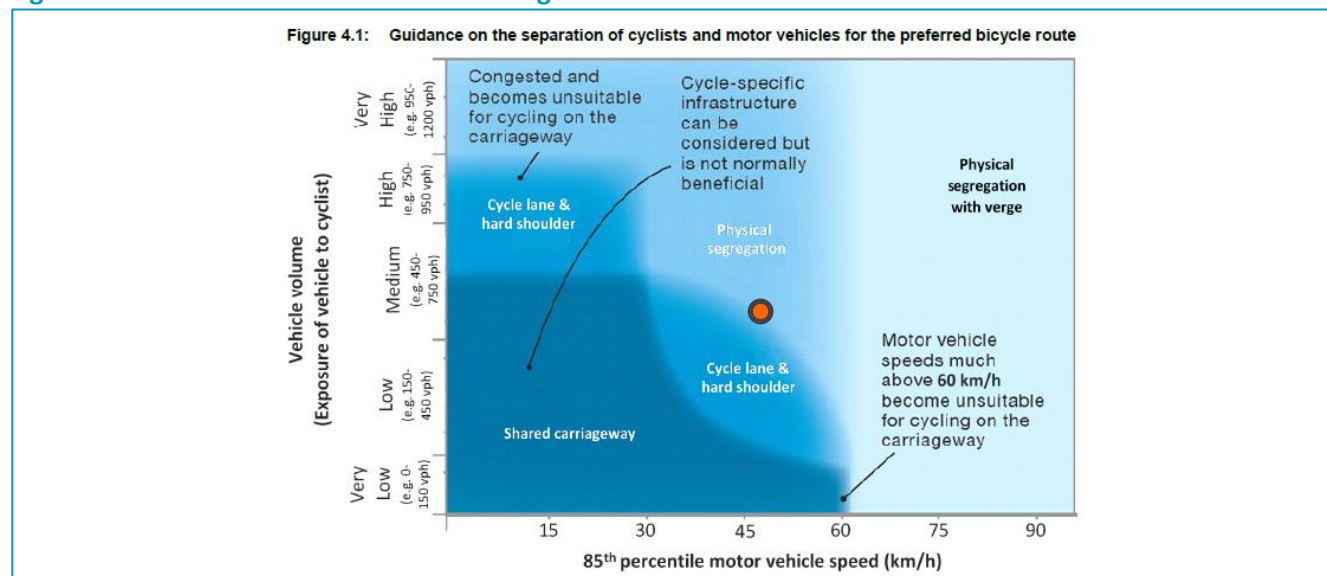 Figure 4.1: Guidance on the separation of cyclists and motor vehicles for the preferred bicycle route
Congested and
becomes unsuitable
for cycling on the
carriageway
Cycle-specific
infrastructure
can be
considered but
is not normally
beneficial
Physical
segregation
with verge
Cycle lane &
hard shoulder
Physical
segregation
Cycle lane &
hard shoulder
Motor vehicle
speeds much
above 60 km/h
become unsuitable
for cycling on the
carriageway
Shared carriageway
Vehicle volume
(Exposure of vehicle to cyclist)
Very
High
(e.g. 950-
1200 vph)
High
(e.g. 750-
950 vph)
Medium
(e.g. 450-
750 vph)
Low
(e.g. 150-
450 vph)
Very
Low
(e.g. 0-
150 vph)
15 30 45 60 75 90
85th percentile motor vehicle speed (km/h)